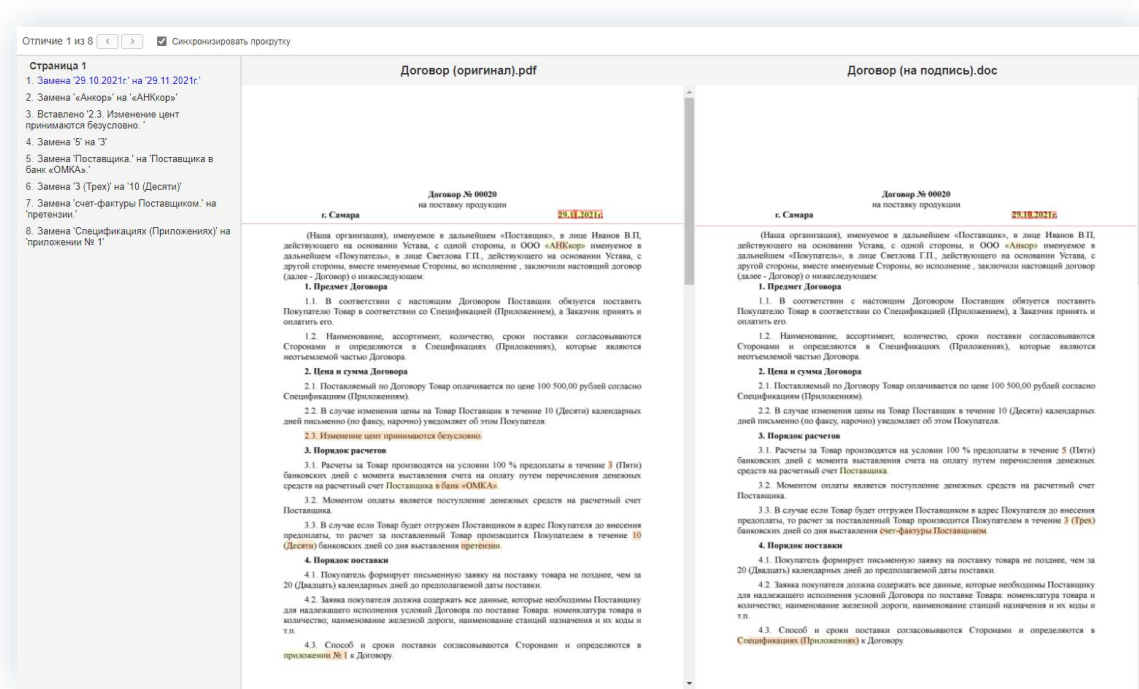 Отличие 1 из 8 < > Синхронизировать прокрутку
Страница 1
1. Замена '29.10.2021г.' на '29.11.2021г.'
2. Замена '«Анкор»' на '«АНКкор»'
3. Вставлено '2.3. Изменение цент
принимаются безусловно. '
4. Замена '5' на '3'
5. Замена 'Поставщика.' на 'Поставщика в
банк «ОМКА».'
6. Замена '3 (Трех)' на '10 (Десяти)'
7. Замена 'счет-фактуры Поставщиком.' на
'претензии.'
8. Замена 'Спецификациях (Приложениях)' на
'приложении № 1'
Договор (оригинал).pdf
Договор № 00020
на поставку продукции
г. Самара 29.11.2021г.
(Наша организация), именуемое в дальнейшем «Поставщик», в лице Иванов В.П,
действующего на основании Устава, с одной стороны, и ООО «АНКкор» именуемое в
дальнейшем «Покупатель», в лице Светлова Г.П., действующего на основании Устава, с
другой стороны, вместе именуемые Стороны, во исполнение , заключили настоящий договор
(далее - Договор) о нижеследующем:
1. Предмет Договора
1.1. В соответствии с настоящим Договором Поставщик обязуется поставить
Покупателю Товар в соответствии со Спецификацией (Приложением), а Заказчик принять и
оплатить его.
1.2. Наименование, ассортимент, количество, сроки поставки согласовываются
Сторонами и определяются в Спецификациях (Приложениях), которые являются
неотъемлемой частью Договора.
2. Цена и сумма Договора
2.1. Поставляемый по Договору Товар оплачивается по цене 100 500,00 рублей согласно
Спецификациям (Приложениям).
2.2. В случае изменения цены на Товар Поставщик в течение 10 (Десяти) календарных
дней письменно (по факсу, нарочно) уведомляет об этом Покупателя.
2.3. Изменение цент принимаются безусловно.
3. Порядок расчетов
3.1. Расчеты за Товар производятся на условии 100 % предоплаты в течение 3 (Пяти)
банковских дней с момента выставления счета на оплату путем перечисления денежных
средств на расчетный счет Поставщика в банк «ОМКА».
3.2. Моментом оплаты является поступление денежных средств на расчетный счет
Поставщика.
3.3. В случае если Товар будет отгружен Поставщиком в адрес Покупателя до внесения
предоплаты, то расчет за поставленный Товар производится Покупателем в течение 10
(Десяти) банковских дней со дня выставления претензии.
4. Порядок поставки
4.1. Покупатель формирует письменную заявку на поставку товара не позднее, чем за
20 (Двадцать) календарных дней до предполагаемой даты поставки.
4.2. Заявка покупателя должна содержать все данные, которые необходимы Поставщику
для надлежащего исполнения условий Договора по поставке Товара: номенклатура товара и
количество; наименование железной дороги, наименование станций назначения и их коды и
т.п.
4.3. Способ и сроки поставки согласовываются Сторонами и определяются в
приложении № 1 к Договору.
Договор (на подпись).doc
Договор № 00020
на поставку продукции
г. Самара 29.10.2021г.
(Наша организация), именуемое в дальнейшем «Поставщик», в лице Иванов В.П,
действующего на основании Устава, с одной стороны, и ООО «Анкор» именуемое в
дальнейшем «Покупатель», в лице Светлова Г.П., действующего на основании Устава, с
другой стороны, вместе именуемые Стороны, во исполнение , заключили настоящий договор
(далее - Договор) о нижеследующем:
1. Предмет Договора
1.1. В соответствии с настоящим Договором Поставщик обязуется поставить
Покупателю Товар в соответствии со Спецификацией (Приложением), а Заказчик принять и
оплатить его.
1.2. Наименование, ассортимент, количество, сроки поставки согласовываются
Сторонами и определяются в Спецификациях (Приложениях), которые являются
неотъемлемой частью Договора.
2. Цена и сумма Договора
2.1. Поставляемый по Договору Товар оплачивается по цене 100 500,00 рублей согласно
Спецификациям (Приложениям).
2.2. В случае изменения цены на Товар Поставщик в течение 10 (Десяти) календарных
дней письменно (по факсу, нарочно) уведомляет об этом Покупателя.
3. Порядок расчетов
3.1. Расчеты за Товар производятся на условии 100 % предоплаты в течение 5 (Пяти)
банковских дней с момента выставления счета на оплату путем перечисления денежных
средств на расчетный счет Поставщика.
3.2. Моментом оплаты является поступление денежных средств на расчетный счет
Поставщика.
3.3. В случае если Товар будет отгружен Поставщиком в адрес Покупателя до внесения
предоплаты, то расчет за поставленный Товар производится Покупателем в течение 3 (Трех)
банковских дней со дня выставления счет-фактуры Поставщиком.
4. Порядок поставки
4.1. Покупатель формирует письменную заявку на поставку товара не позднее, чем за
20 (Двадцать) календарных дней до предполагаемой даты поставки.
4.2. Заявка покупателя должна содержать все данные, которые необходимы Поставщику
для надлежащего исполнения условий Договора по поставке Товара: номенклатура товара и
количество; наименование железной дороги, наименование станций назначения и их коды и
т.п.
4.3. Способ и сроки поставки согласовываются Сторонами и определяются в
Спецификациях (Приложениях) к Договору.